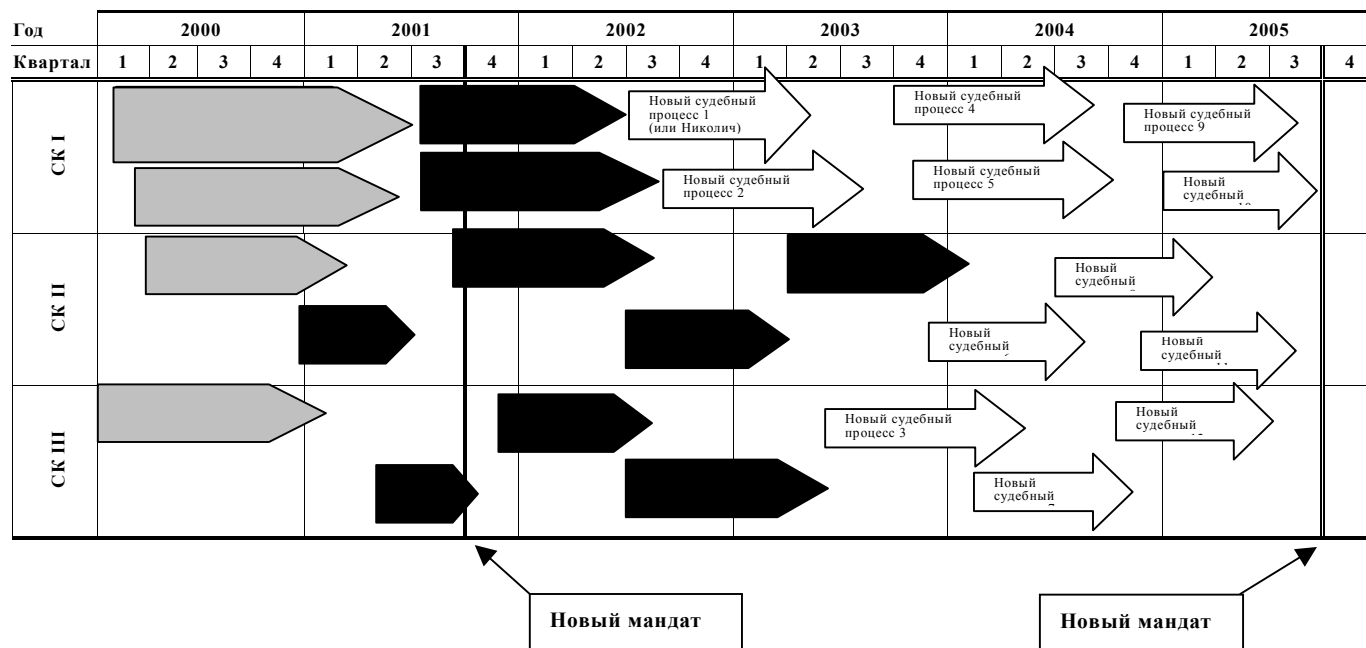 Год 2000 2001 2002 2003 2004 2005
Квартал 1 2 3 4 1 2 3 4 1 2 3 4 1 2 3 4 1 2 3 4 1 2 3 4
СК I
Новый судебный
процесс 1
(или Николич)
Новый судебный
процесс 4
Новый судебный
процесс 9
Новый судебный
процесс 2
Новый судебный
процесс 5
Новый
судебный
СК II
Новый
судебный
Новый
судебный
Новый
судебный
СК III
Новый судебный
процесс 3
Новый
судебный
Новый
судебный
Новый мандат
Новый мандат